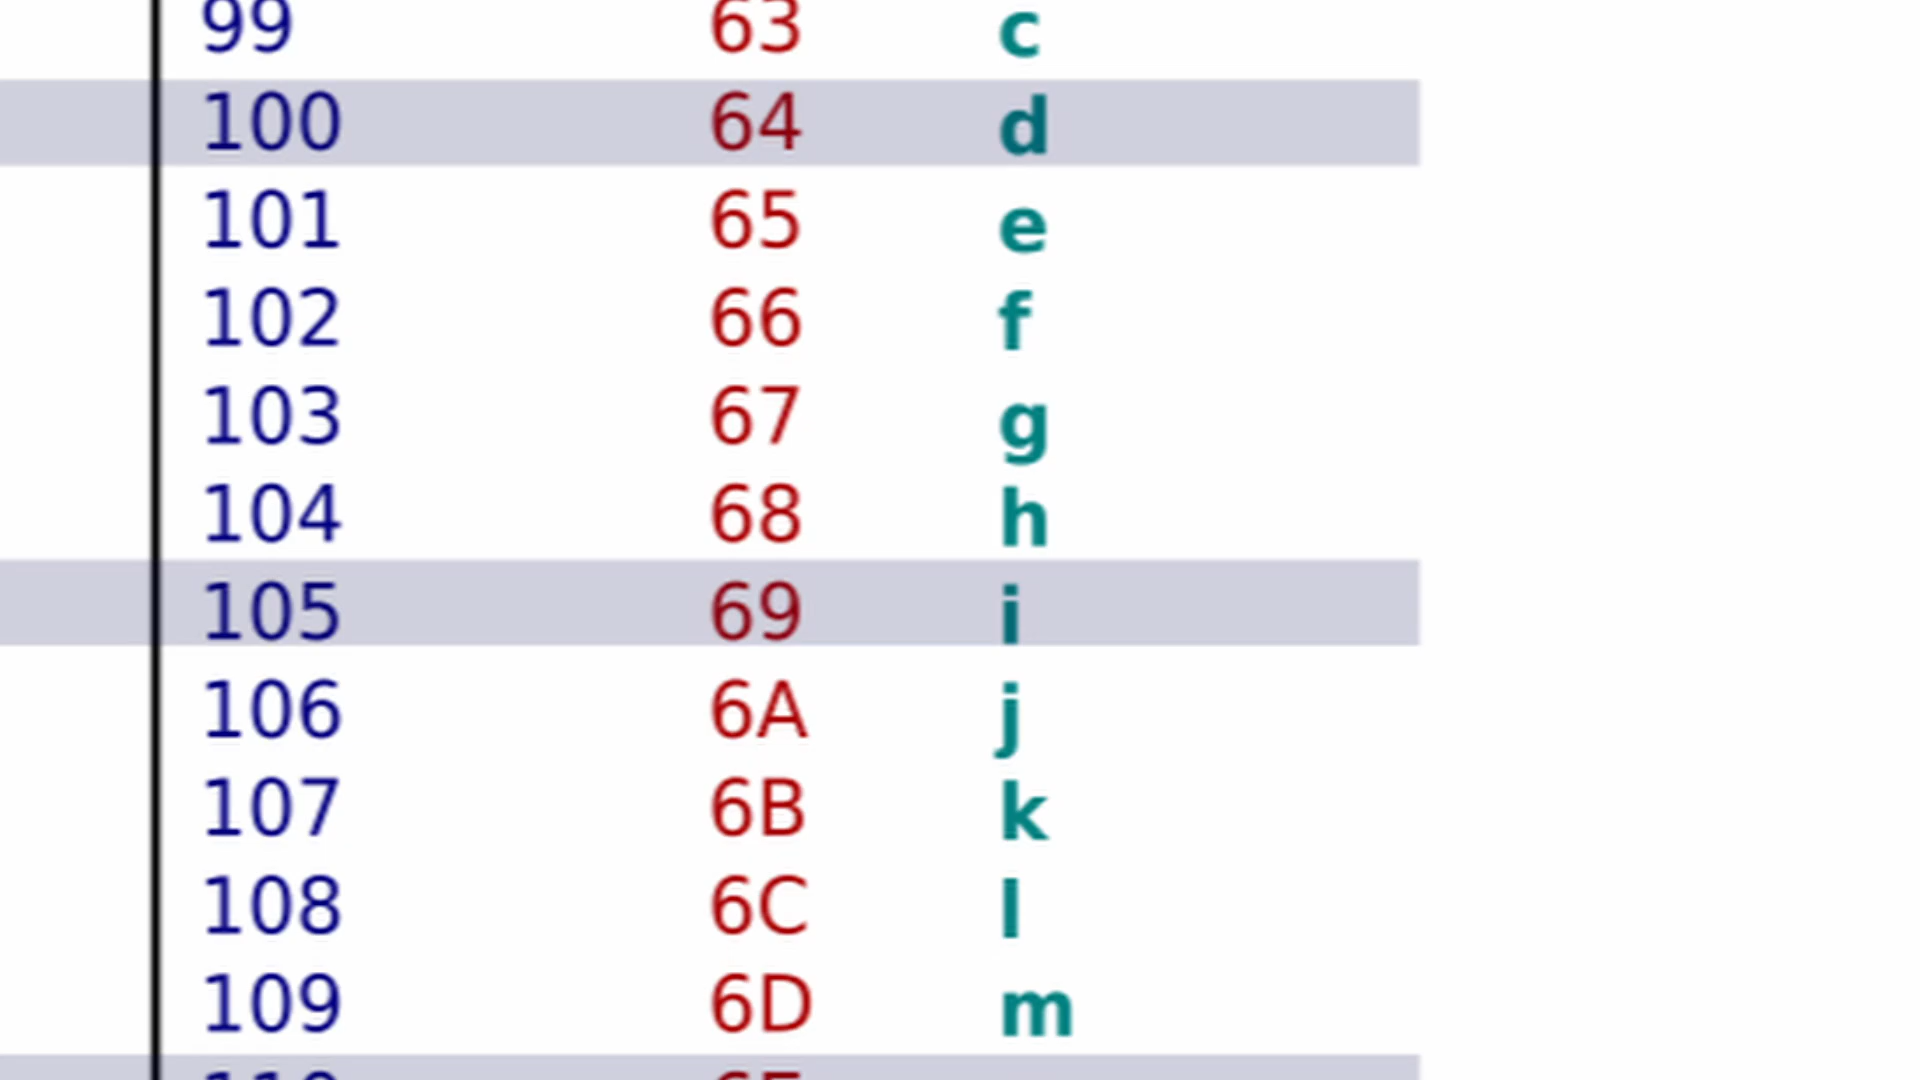 99 63 c
100 64 d
101 65 e
102 66 f
103 67 g
104 68 h
105 69 i
106 6A j
107 6B k
108 6C l
109 6D m